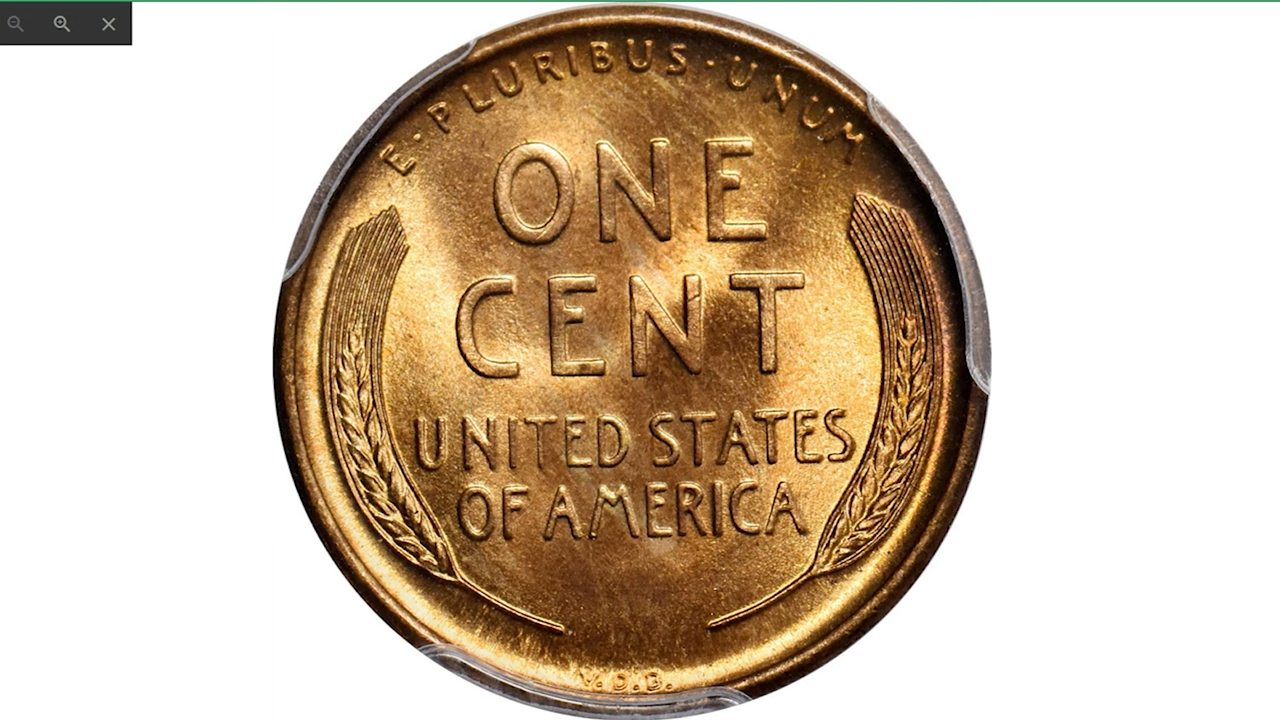 E·PLURIBUS·UNUM
ONE
CENT
UNITED STATES
OF AMERICA
V.D.B.